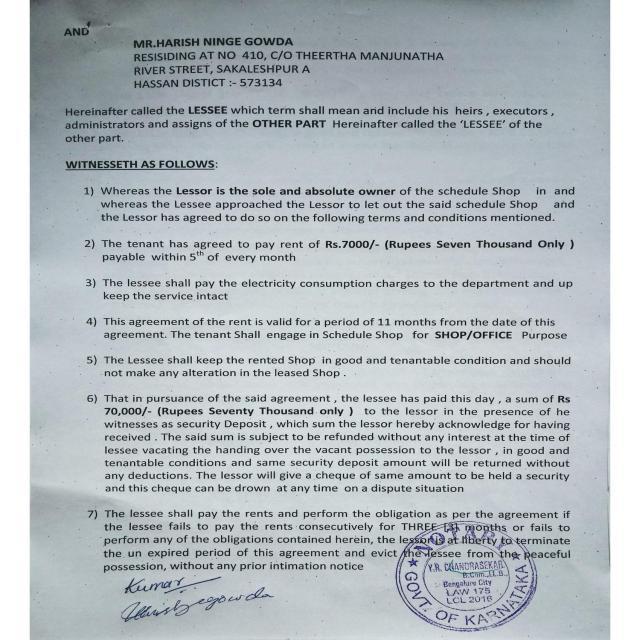 AND
MR.HARISH NINGE GOWDA
RESISIDING AT NO 410, C/O THEERTHA MANJUNATHA
RIVER STREET, SAKALESHPUR A
HASSAN DISTICT :- 573134
Hereinafter called the LESSEE which term shall mean and include his heirs , executors ,
administrators and assigns of the OTHER PART Hereinafter called the 'LESSEE' of the
other part.
WITNESSETH AS FOLLOWS:
1) Whereas the Lessor is the sole and absolute owner of the schedule Shop in and
whereas the Lessee approached the Lessor to let out the said schedule Shop and
the Lessor has agreed to do so on the following terms and conditions mentioned.
2) The tenant has agreed to pay rent of Rs.7000/- (Rupees Seven Thousand Only )
payable within 5th of every month
3) The lessee shall pay the electricity consumption charges to the department and up
keep the service intact
4) This agreement of the rent is valid for a period of 11 months from the date of this
agreement. The tenant Shall engage in Schedule Shop for SHOP/OFFICE Purpose
5) The Lessee shall keep the rented Shop in good and tenantable condition and should
not make any alteration in the leased Shop .
6) That in pursuance of the said agreement , the lessee has paid this day , a sum of Rs
70,000/- (Rupees Seventy Thousand only ) to the lessor in the presence of he
witnesses as security Deposit , which sum the lessor hereby acknowledge for having
received . The said sum is subject to be refunded without any interest at the time of
lessee vacating the handing over the vacant possession to the lessor , in good and
tenantable conditions and same security deposit amount will be returned without
any deductions. The lessor will give a cheque of same amount to be held a security
and this cheque can be drown at any time on a dispute situation
7) The lessee shall pay the rents and perform the obligation as per the agreement if
the lessee fails to pay the rents consecutively for THREE (3) months or fails to
perform any of the obligations contained herein, the lessor is at liberty to terminate
the un expired period of this agreement and evict the lessee from the peaceful
possession, without any prior intimation notice
Kumar
NOTARY
Y.R. CHANDRASEKAR
B.Com.,LL.B.,
Bengaluru City
LAW 175
LCL 2016
GOVT. OF KARNATAKA